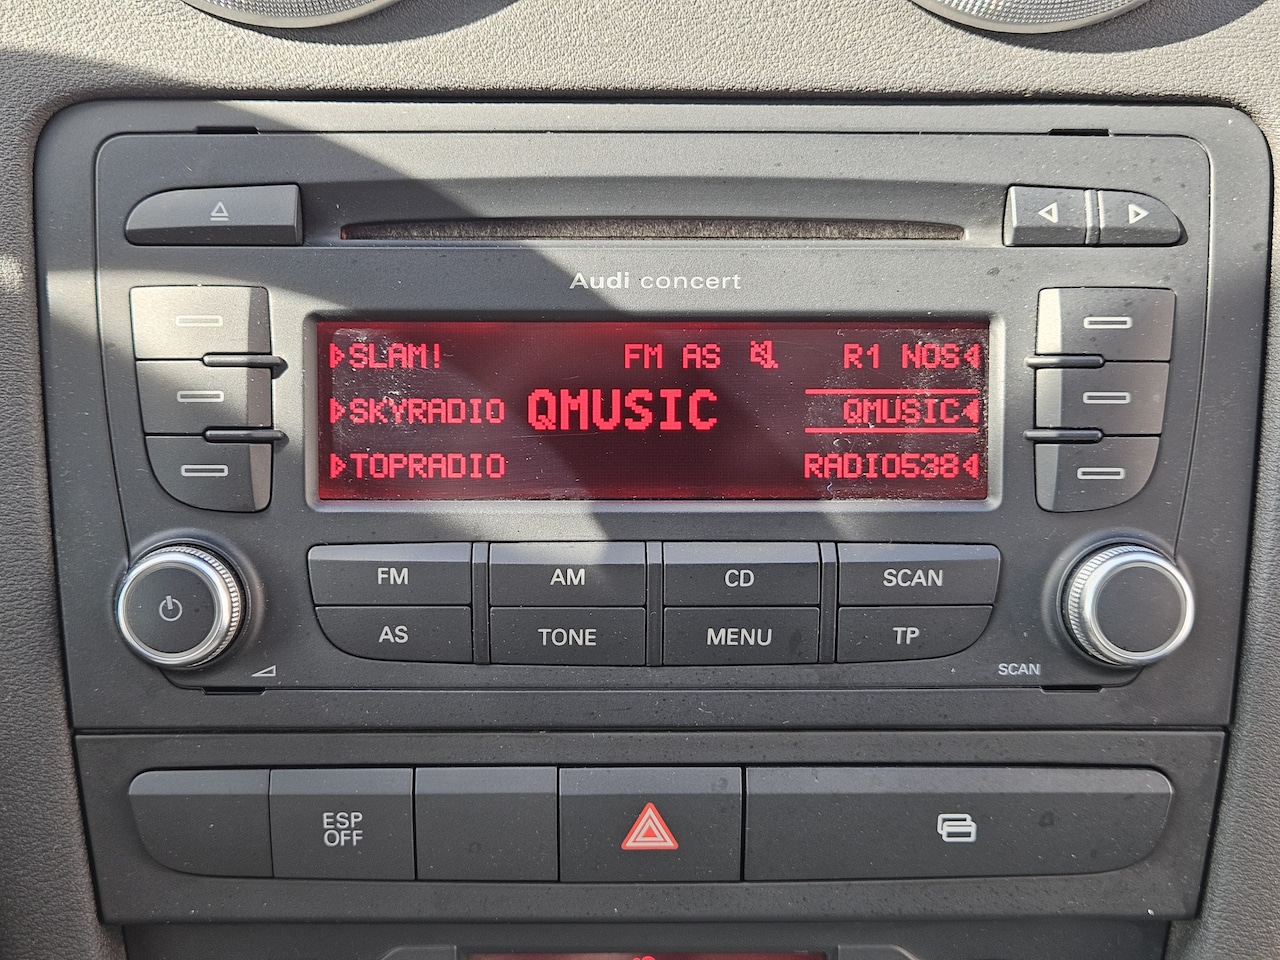 Audi concert
SLAM! FM AS R1 NOS
SKYRADIO QMUSIC QMUSIC
TOPRADIO RADIO538
FM AM CD SCAN
AS TONE MENU TP
SCAN
ESP
OFF